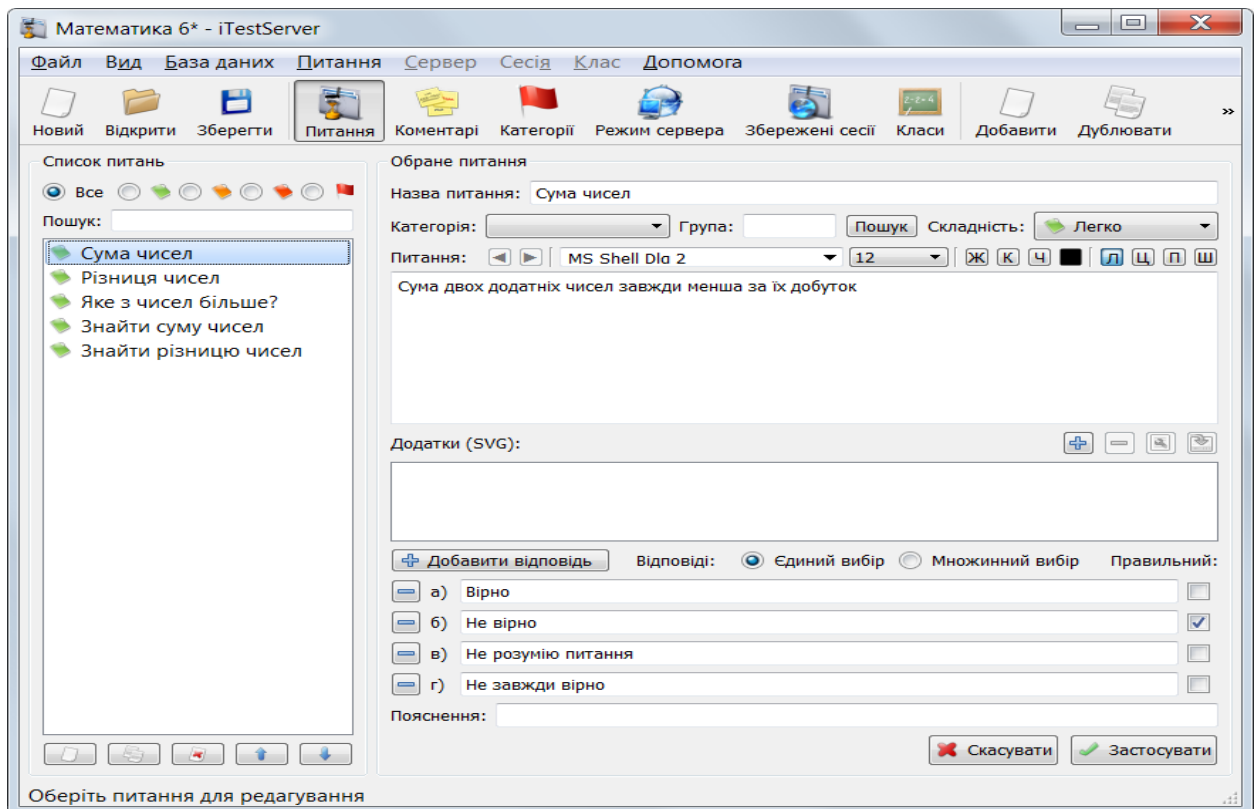 Математика 6* - iTestServer
Файл Вид База даних Питання Сервер Сесія Клас Допомога
Новий Відкрити Зберегти Питання Коментарі Категорії Режим сервера Збережені сесії Класи Добавити Дублювати »
Список питань
Все
Пошук:
Сума чисел
Різниця чисел
Яке з чисел більше?
Знайти суму чисел
Знайти різницю чисел
Обране питання
Назва питання: Сума чисел
Категорія: Група: Пошук Складність: Легко
Питання: MS Shell Dlg 2 12 Ж К Ч Л Ц П Ш
Сума двох додатніх чисел завжди менша за їх добуток
Додатки (SVG):
Добавити відповідь Відповіді: Єдиний вибір Множинний вибір Правильний:
а) Вірно
б) Не вірно
в) Не розумію питання
г) Не завжди вірно
Пояснення:
Скасувати Застосувати
Оберіть питання для редагування